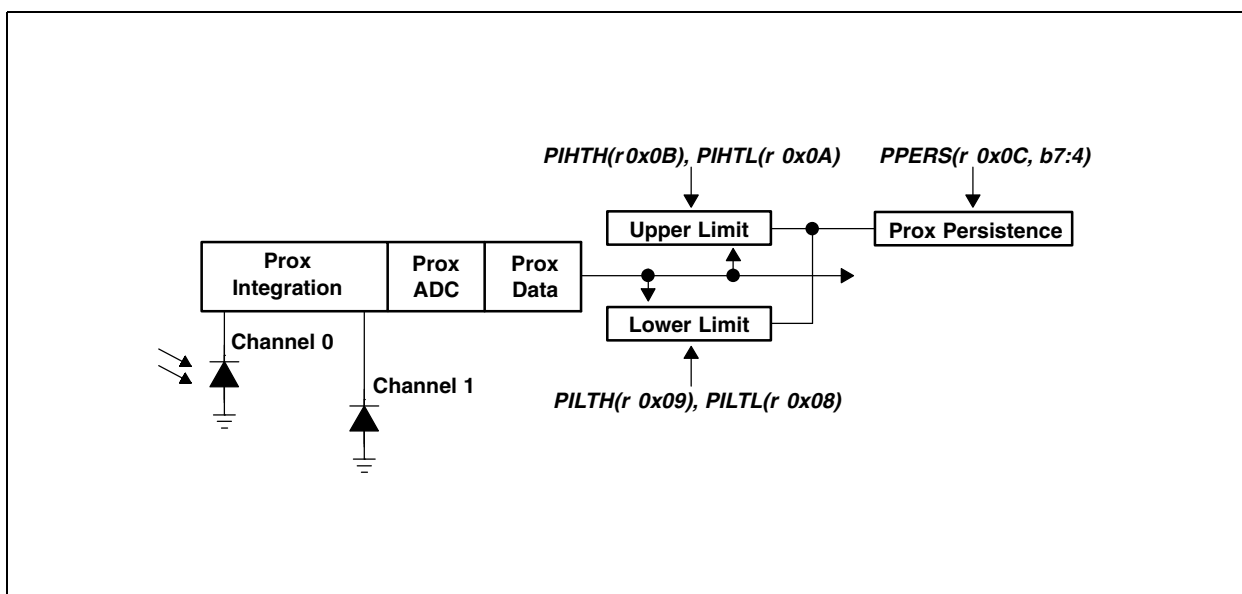 PIHTH(r 0x0B), PIHTL(r 0x0A)
PPERS(r 0x0C, b7:4)
Upper Limit
Prox Persistence
Prox
Integration
Prox
ADC
Prox
Data
Lower Limit
Channel 0
Channel 1
PILTH(r 0x09), PILTL(r 0x08)